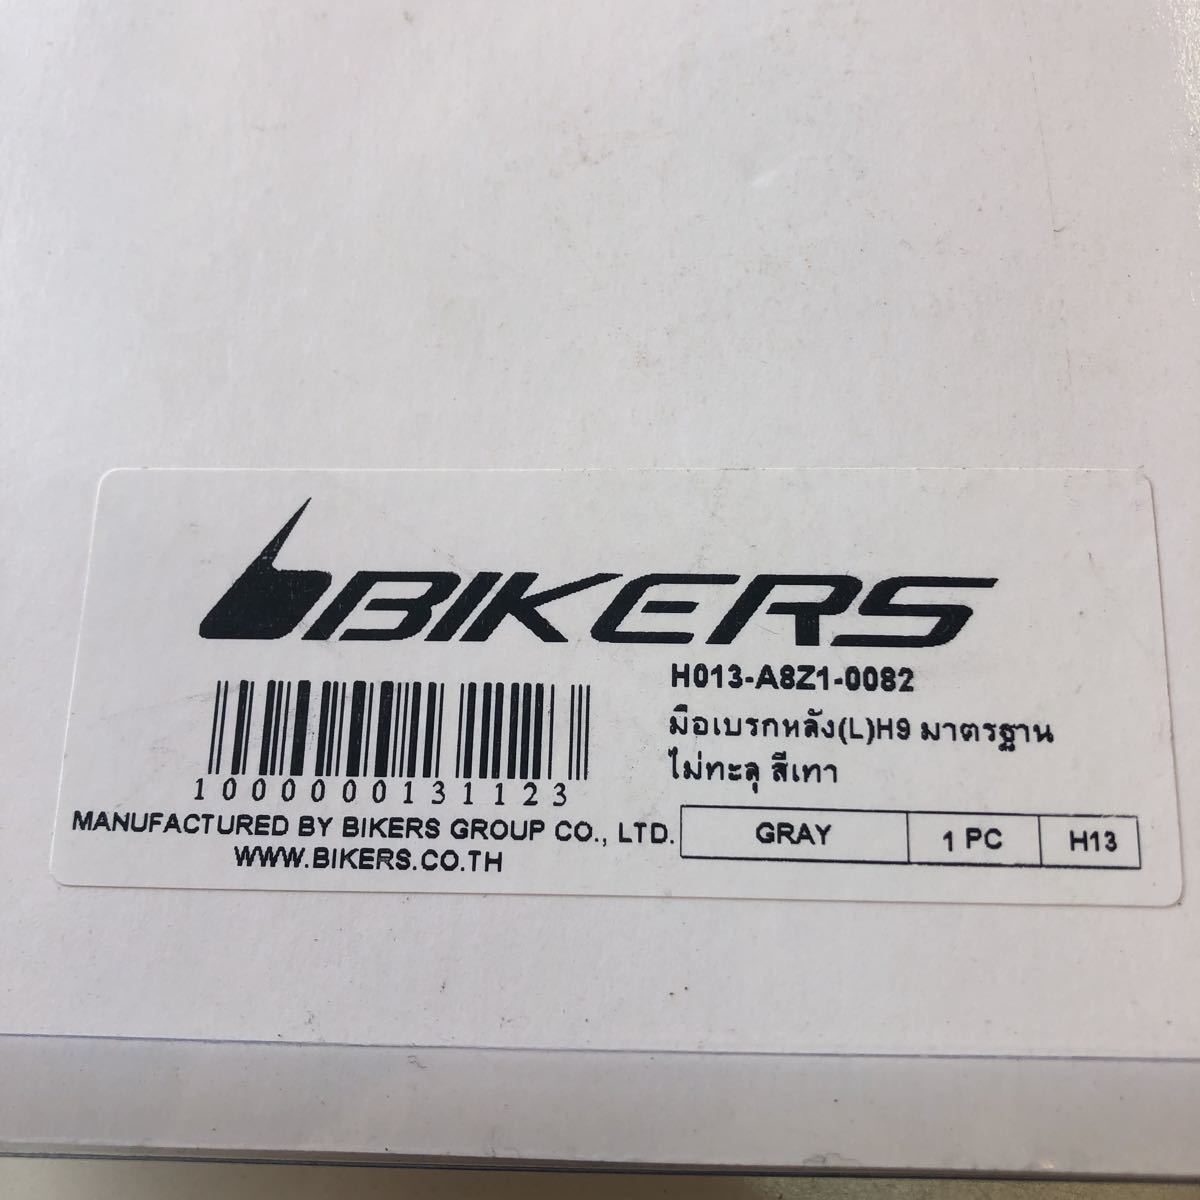 BIKERS
H013-A8Z1-0082
มือเบรกหลัง(L)H9 มาตรฐาน
ไม่ทะลุ สีเทา
1000000131123
MANUFACTURED BY BIKERS GROUP CO., LTD.
WWW.BIKERS.CO.TH
GRAY 1 PC H13